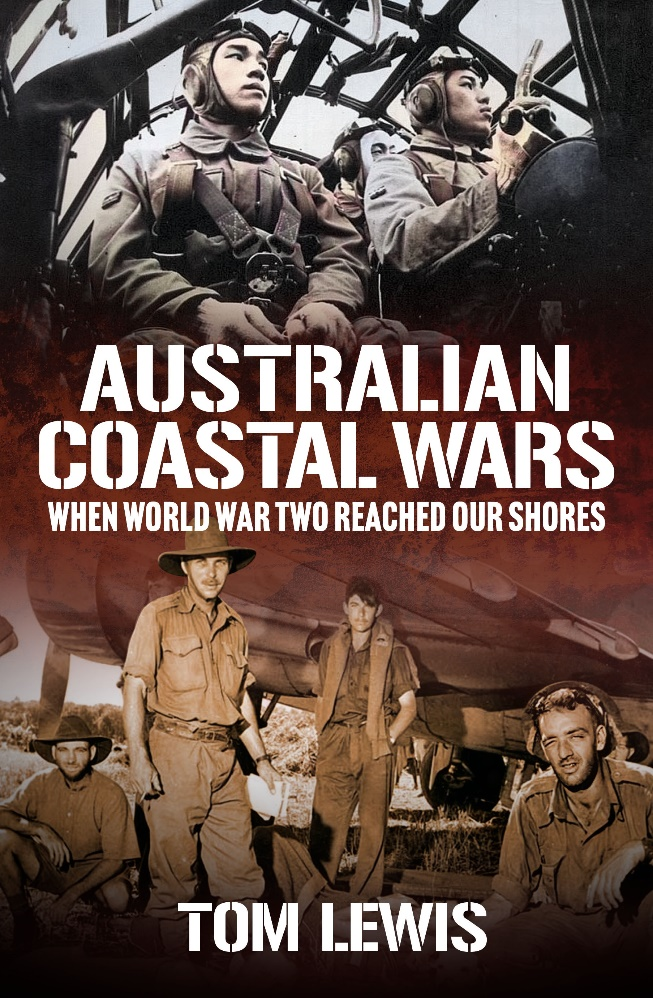 AUSTRALIAN
COASTAL WARS
WHEN WORLD WAR TWO REACHED OUR SHORES
TOM LEWIS